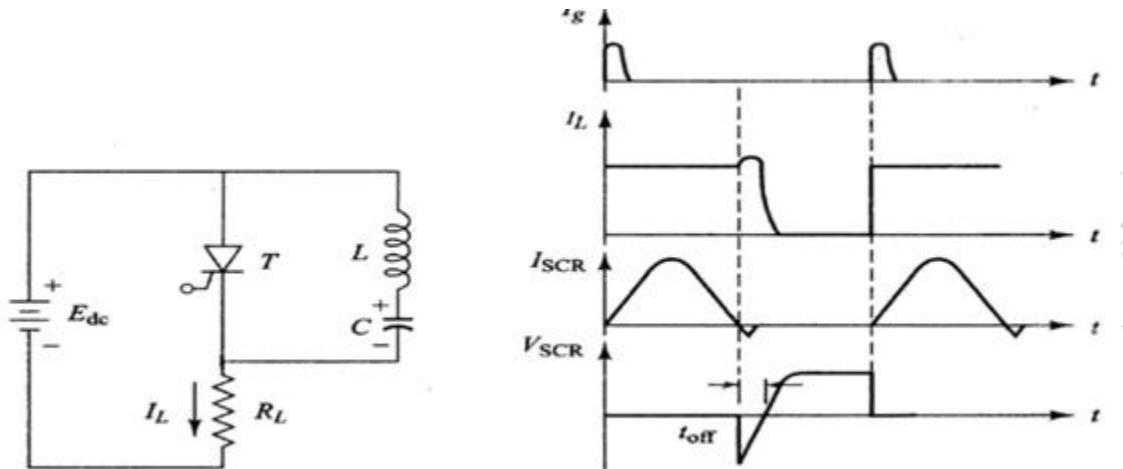 E_dc
+
−
T
L
+
C
−
I_L
R_L
I_g
t
I_L
t
I_SCR
t
V_SCR
t_off
t